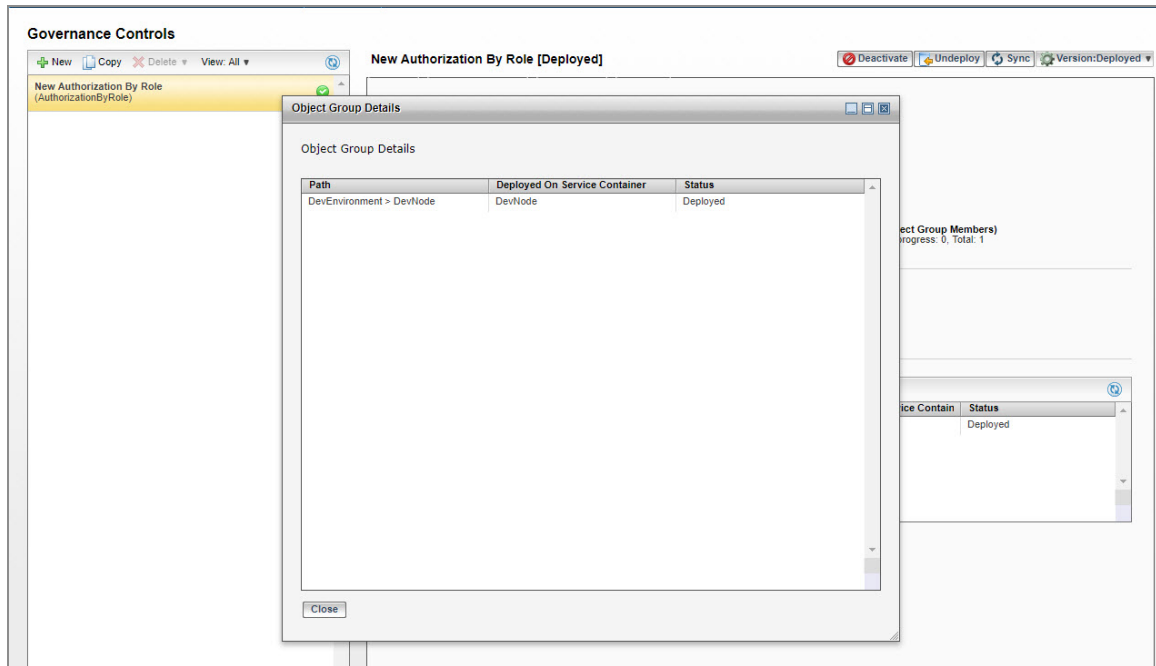 Governance Controls
New Copy Delete View: All
New Authorization By Role [Deployed]
Deactivate Undeploy Sync Version:Deployed
New Authorization By Role
(AuthorizationByRole)
Object Group Details
Object Group Details
Path Deployed On Service Container Status
DevEnvironment > DevNode DevNode Deployed
ect Group Members)
progress: 0, Total: 1
ice Contain Status
Deployed
Close